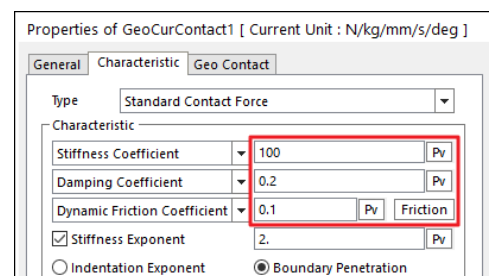 Properties of GeoCurContact1 [ Current Unit : N/kg/mm/s/deg ]
General Characteristic Geo Contact
Type Standard Contact Force
Characteristic
Stiffness Coefficient 100 Pv
Damping Coefficient 0.2 Pv
Dynamic Friction Coefficient 0.1 Pv Friction
Stiffness Exponent 2. Pv
Indentation Exponent Boundary Penetration